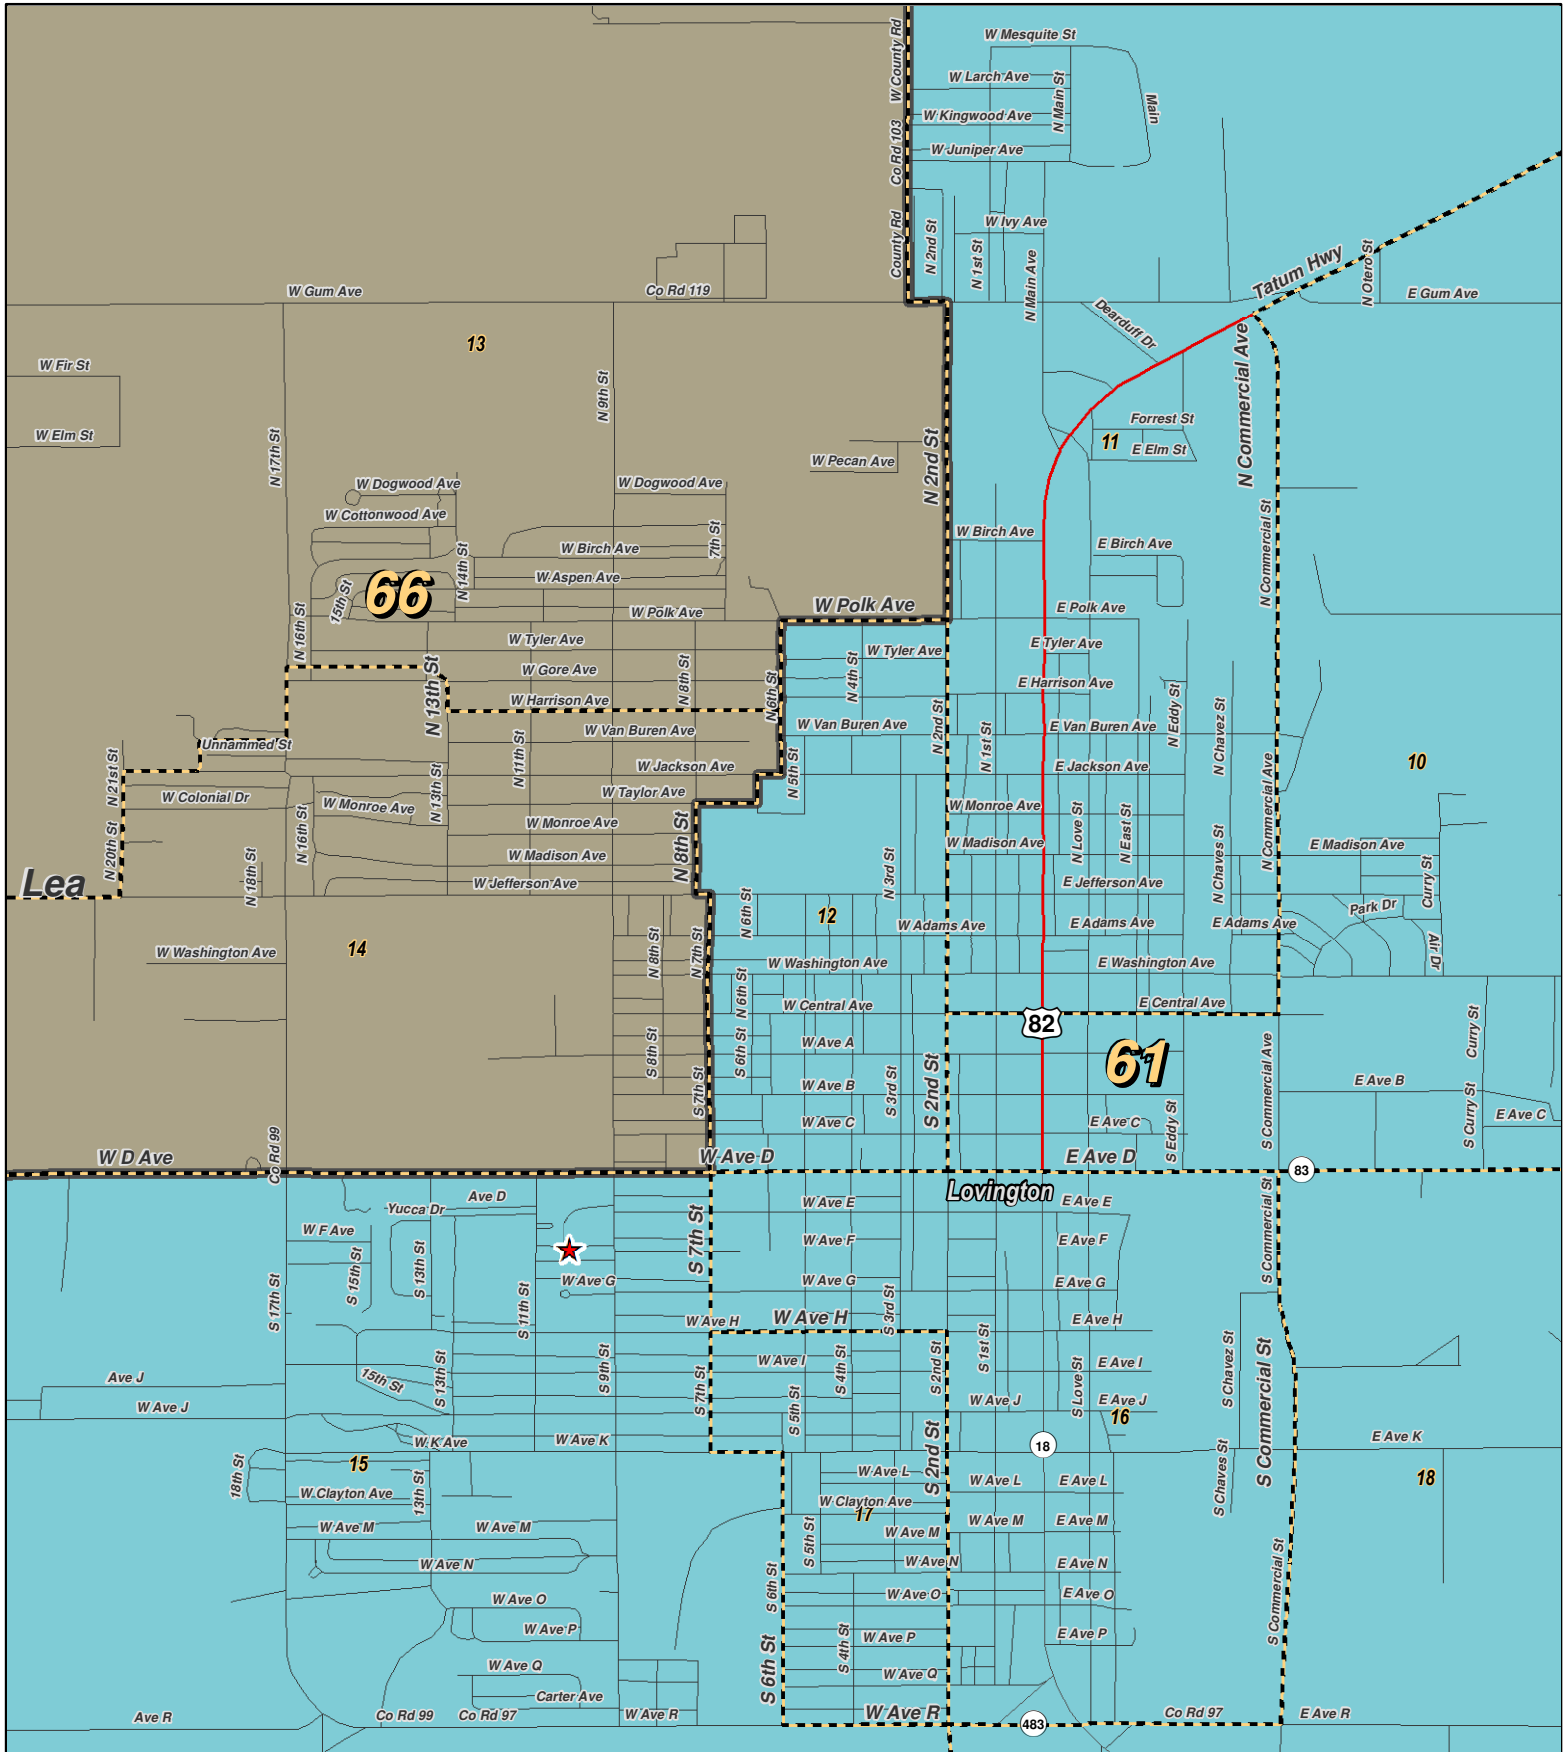 W County Rd
W Mesquite St
W Larch Ave
N Main St
Main
W Kingwood Ave
Co Rd 103
W Juniper Ave
County Rd
N 2nd St
N 1st St
W Ivy Ave
N Main Ave
Tatum Hwy
N Otero St
W Gum Ave
Co Rd 119
E Gum Ave
Dearduff Dr
13
W Fir St
N 9th St
N Commercial Ave
W Elm St
N 17th St
Forrest St
11
E Elm St
W Pecan Ave
N 2nd St
W Dogwood Ave
W Dogwood Ave
W Cottonwood Ave
7th St
W Birch Ave
E Birch Ave
N Commercial St
W Birch Ave
N 14th St
W Aspen Ave
66
15th St
W Polk Ave
W Polk Ave
E Polk Ave
N 16th St
W Tyler Ave
W Tyler Ave
E Tyler Ave
W Gore Ave
N 8th St
N 6th St
N 4th St
E Harrison Ave
N 13th St
W Harrison Ave
N 2nd St
N Eddy St
W Van Buren Ave
W Van Buren Ave
N 1st St
E Van Buren Ave
N Chavez St
Unnammed St
N 11th St
N 21st St
W Jackson Ave
N 5th St
E Jackson Ave
10
W Colonial Dr
N 13th St
W Taylor Ave
W Monroe Ave
W Monroe Ave
N Commercial Ave
N 16th St
W Monroe Ave
N 8th St
W Madison Ave
N Love St
N East St
E Madison Ave
N 20th St
W Madison Ave
N 3rd St
N Chaves St
Lea
N 18th St
W Jefferson Ave
E Jefferson Ave
Curry St
N 6th St
12
W Adams Ave
E Adams Ave
E Adams Ave
Park Dr
W Washington Ave
14
N 8th St
N 7th St
W Washington Ave
E Washington Ave
Air Dr
N 6th St
W Central Ave
E Central Ave
82
S 8th St
S 6th St
W Ave A
61
S Commercial Ave
Curry St
S 7th St
W Ave B
S 3rd St
S 2nd St
E Ave B
W Ave C
E Ave C
S Eddy St
S Curry St
E Ave C
W D Ave
Co Rd 99
W Ave D
E Ave D
83
Lovington
Ave D
Yucca Dr
W Ave E
E Ave E
W F Ave
S 7th St
W Ave F
E Ave F
S Commercial St
S 15th St
S 13th St
W Ave G
W Ave G
E Ave G
S 17th St
S 11th St
W Ave H
W Ave H
S 3rd St
E Ave H
S 13th St
S 9th St
W Ave I
S 4th St
S 2nd St
S 1st St
E Ave I
S Chavez St
S Commercial St
Ave J
15th St
S 7th St
S 5th St
S Love St
W Ave J
W Ave J
E Ave J
16
W K Ave
W Ave K
18
E Ave K
15
18th St
13th St
W Ave L
S 2nd St
W Ave L
E Ave L
S Chaves St
18
W Clayton Ave
W Clayton Ave
17
W Ave M
W Ave M
S 5th St
W Ave M
W Ave M
E Ave M
W Ave N
W Ave N
E Ave N
S Commercial St
W Ave O
S 6th St
W Ave O
E Ave O
W Ave P
S 4th St
W Ave P
E Ave P
W Ave Q
S 6th St
W Ave Q
Carter Ave
Ave R
Co Rd 99
Co Rd 97
W Ave R
W Ave R
483
Co Rd 97
E Ave R